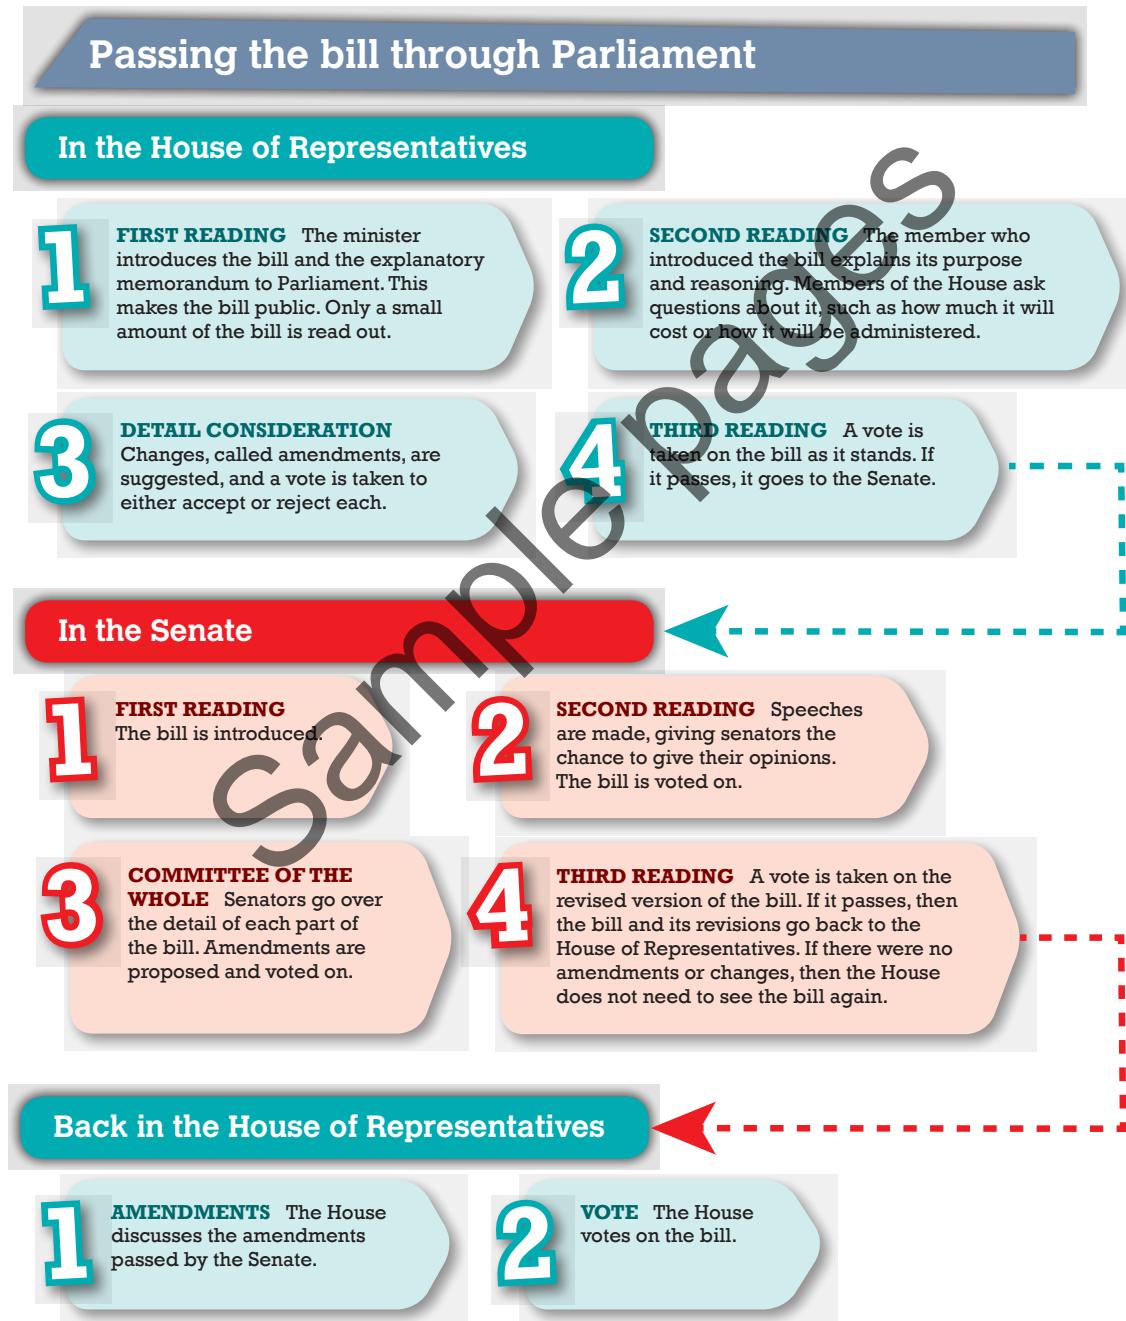 Passing the bill through Parliament
In the House of Representatives
1
FIRST READING The minister
introduces the bill and the explanatory
memorandum to Parliament. This
makes the bill public. Only a small
amount of the bill is read out.
2
SECOND READING The member who
introduced the bill explains its purpose
and reasoning. Members of the House ask
questions about it, such as how much it will
cost or how it will be administered.
3
DETAIL CONSIDERATION
Changes, called amendments, are
suggested, and a vote is taken to
either accept or reject each.
4
THIRD READING A vote is
taken on the bill as it stands. If
it passes, it goes to the Senate.
In the Senate
1
FIRST READING
The bill is introduced.
2
SECOND READING Speeches
are made, giving senators the
chance to give their opinions.
The bill is voted on.
3
COMMITTEE OF THE
WHOLE Senators go over
the detail of each part of
the bill. Amendments are
proposed and voted on.
4
THIRD READING A vote is taken on the
revised version of the bill. If it passes, then
the bill and its revisions go back to the
House of Representatives. If there were no
amendments or changes, then the House
does not need to see the bill again.
Back in the House of Representatives
1
AMENDMENTS The House
discusses the amendments
passed by the Senate.
2
VOTE The House
votes on the bill.
Sample pages